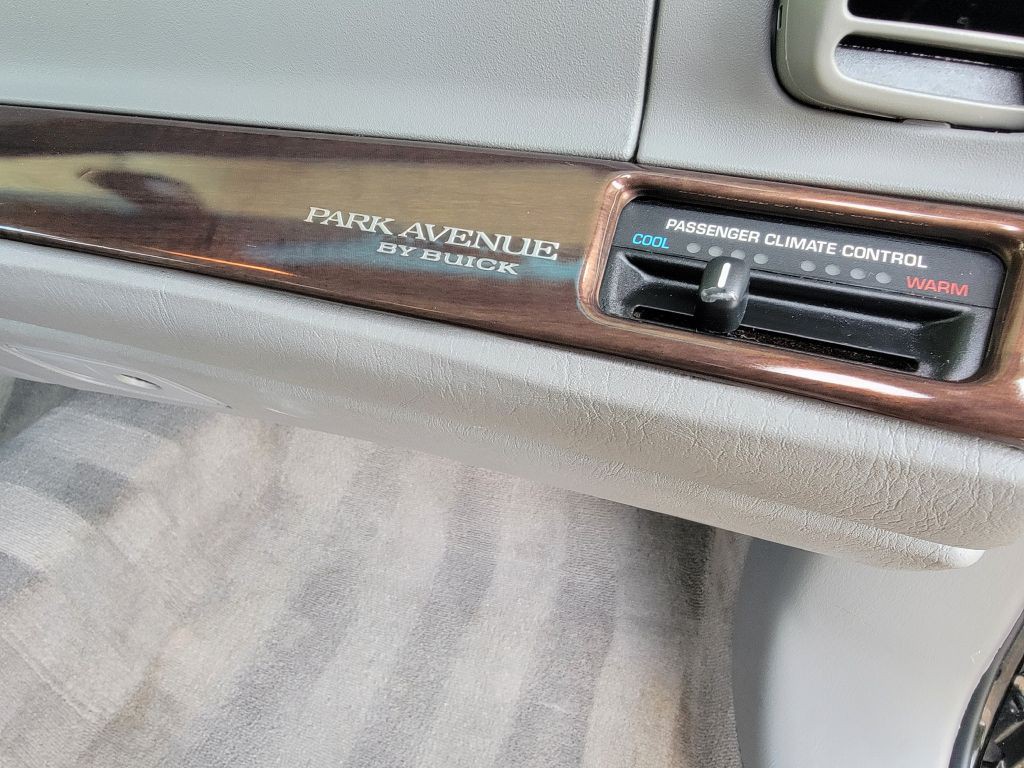 PARK AVENUE
BY BUICK
PASSENGER CLIMATE CONTROL
COOL
WARM